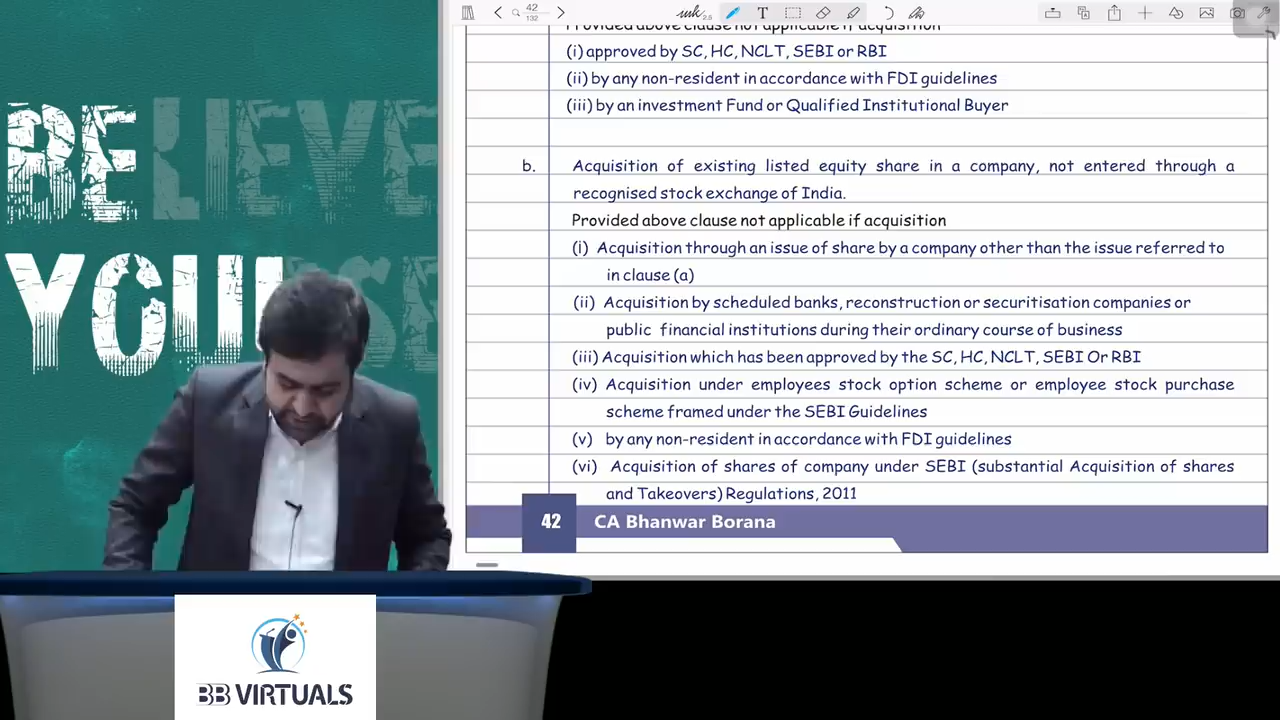 42
132
T
Provided above clause not applicable if acquisition
(i) approved by SC, HC, NCLT, SEBI or RBI
(ii) by any non-resident in accordance with FDI guidelines
(iii) by an investment Fund or Qualified Institutional Buyer
b. Acquisition of existing listed equity share in a company, not entered through a
recognised stock exchange of India.
Provided above clause not applicable if acquisition
(i) Acquisition through an issue of share by a company other than the issue referred to
in clause (a)
(ii) Acquisition by scheduled banks, reconstruction or securitisation companies or
public financial institutions during their ordinary course of business
(iii) Acquisition which has been approved by the SC, HC, NCLT, SEBI Or RBI
(iv) Acquisition under employees stock option scheme or employee stock purchase
scheme framed under the SEBI Guidelines
(v) by any non-resident in accordance with FDI guidelines
(vi) Acquisition of shares of company under SEBI (substantial Acquisition of shares
and Takeovers) Regulations, 2011
42 CA Bhanwar Borana
BELIEVE
YOU
BB VIRTUALS